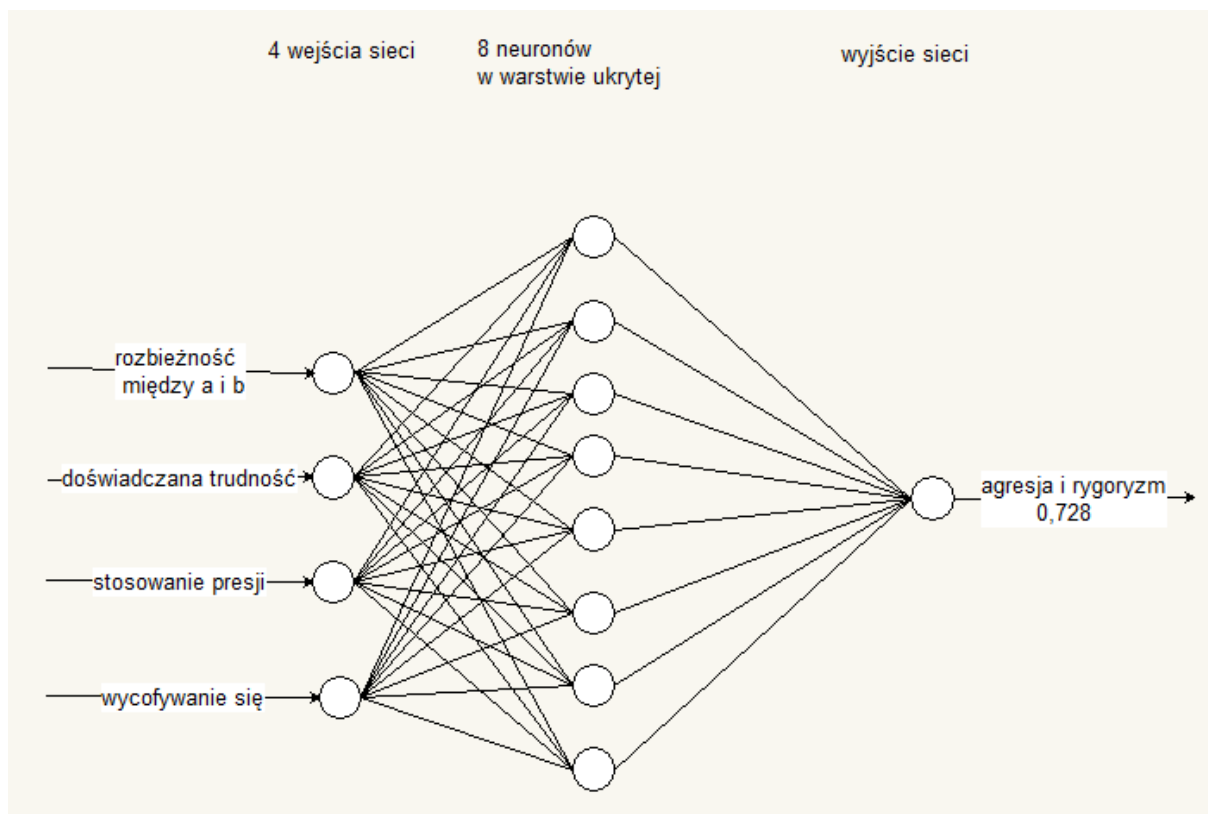 4 wejścia sieci
8 neuronów
w warstwie ukrytej
wyjście sieci
rozbieżność
między a i b
doświadczana trudność
stosowanie presji
wycofywanie się
agresja i rygoryzm
0,728